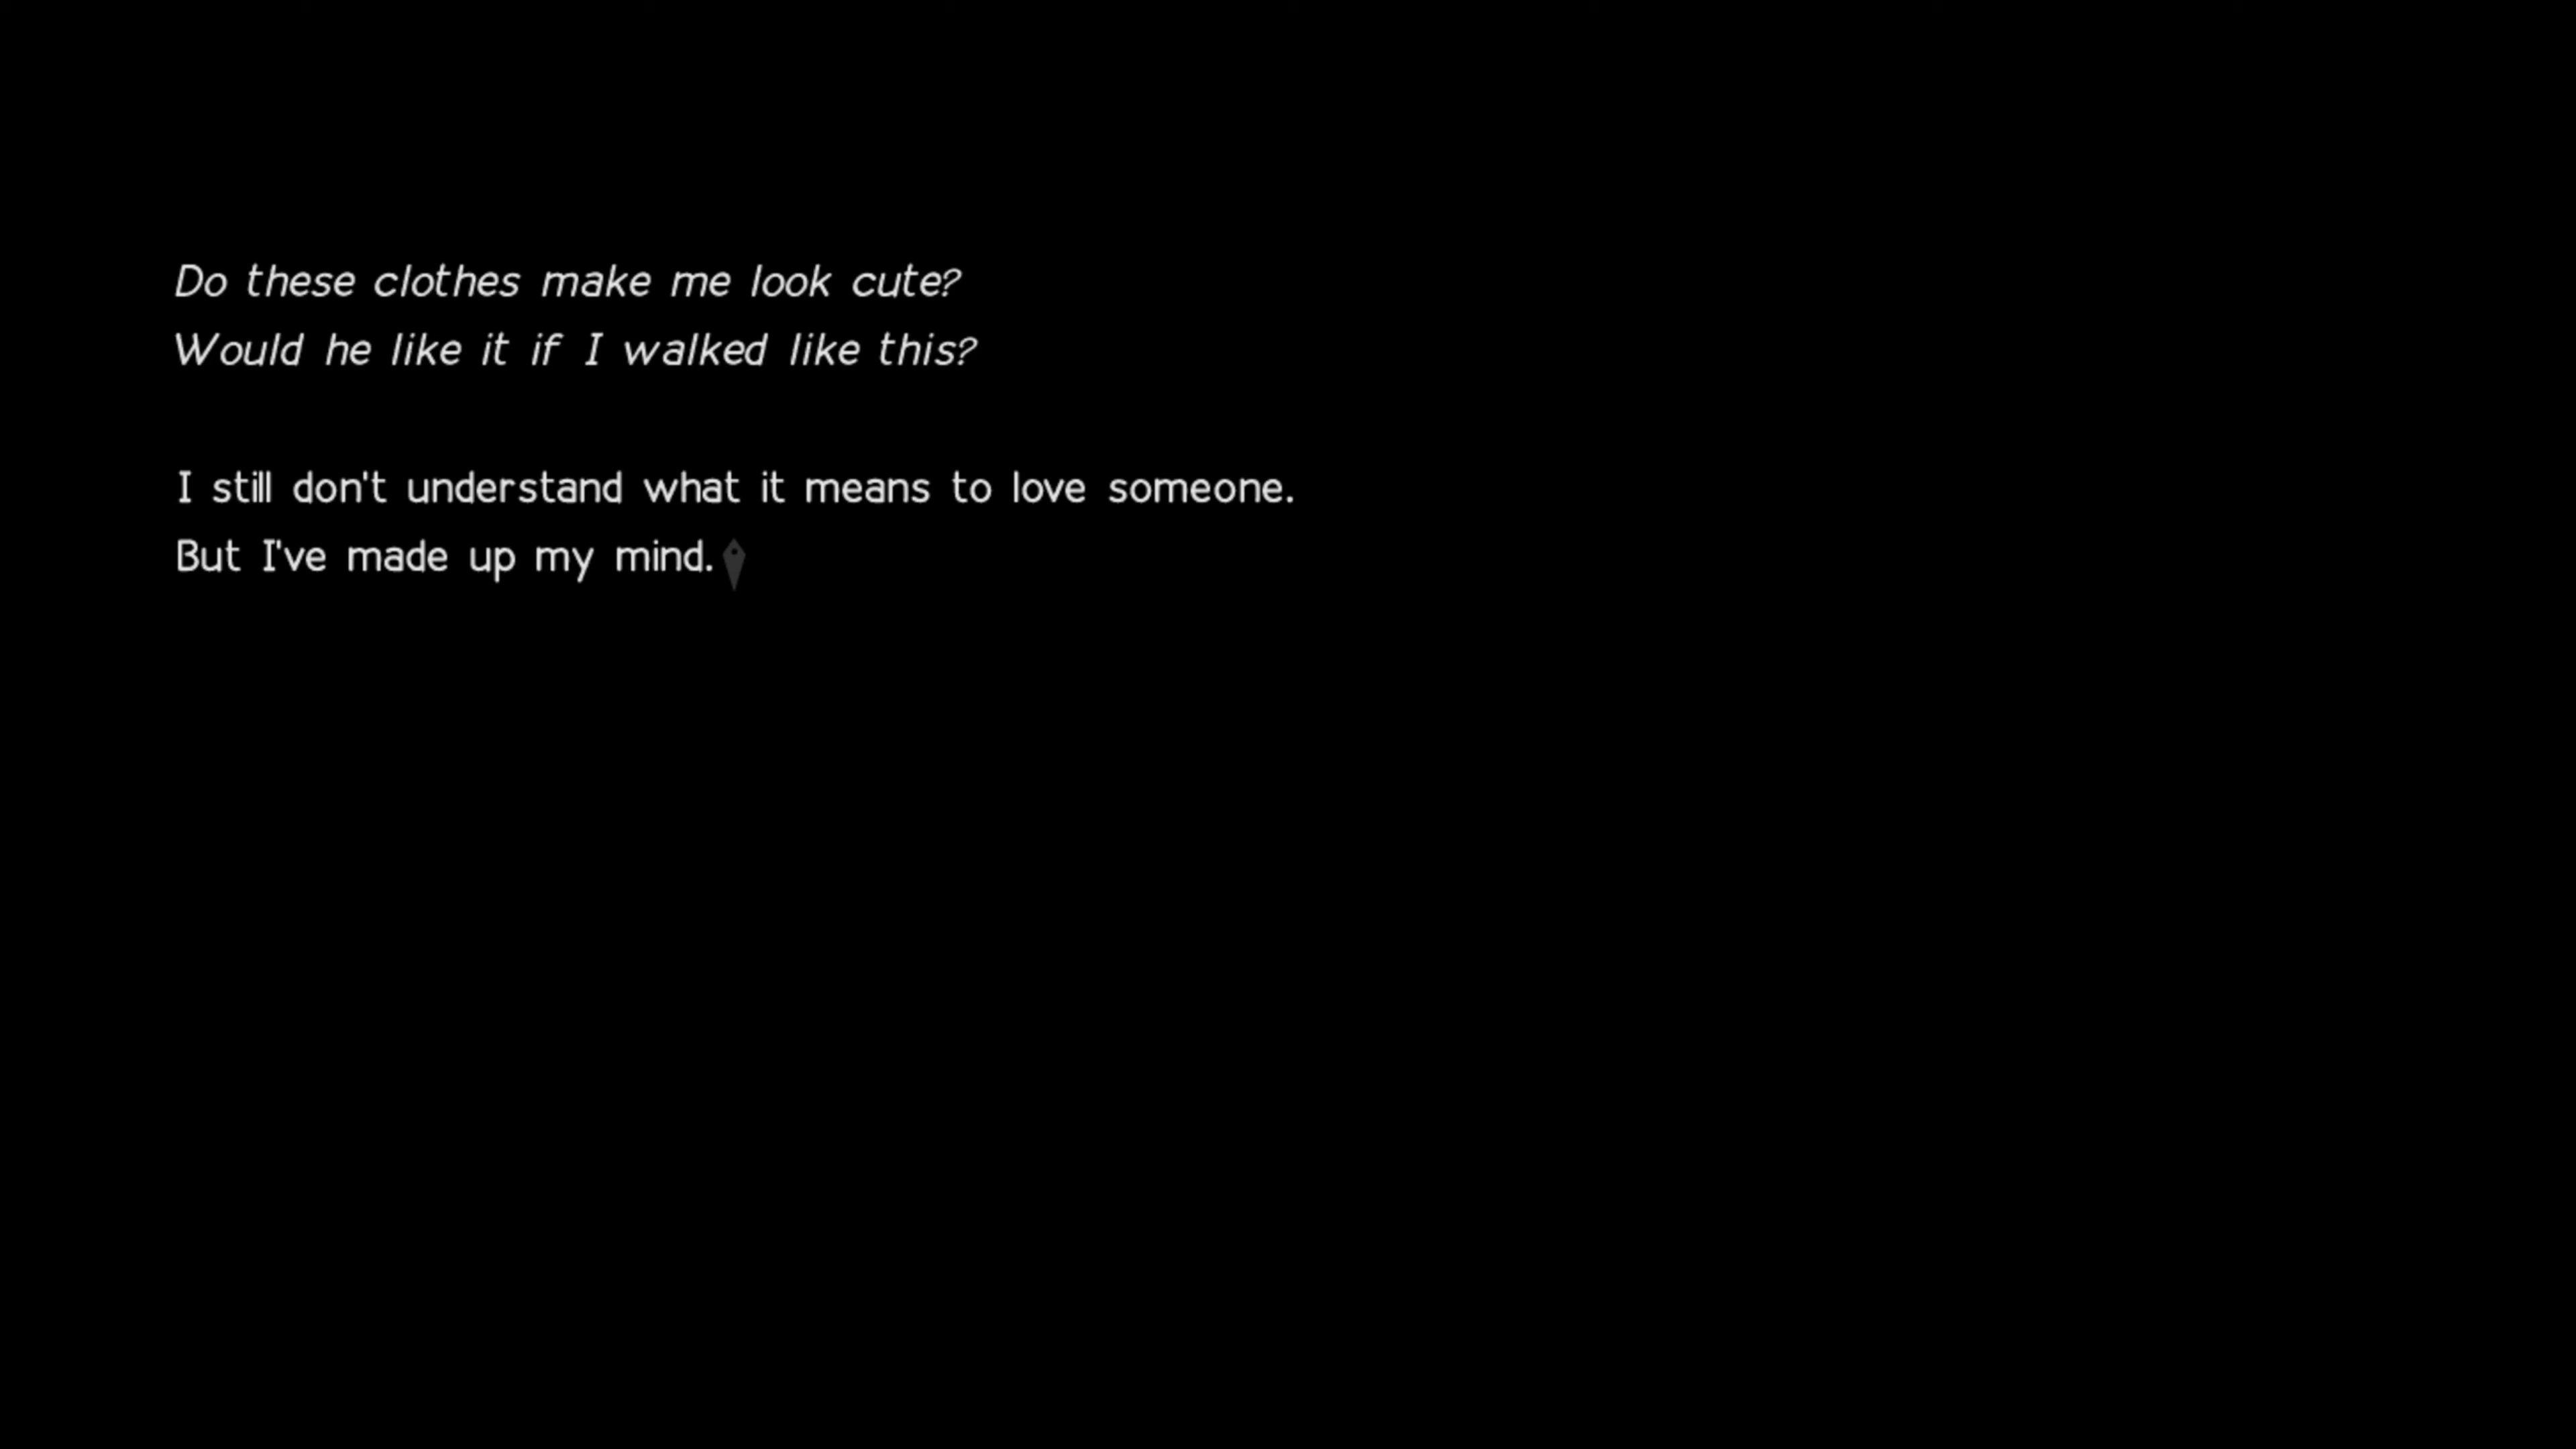 Do these clothes make me look cute?
Would he like it if I walked like this?
I still don't understand what it means to love someone.
But I've made up my mind.